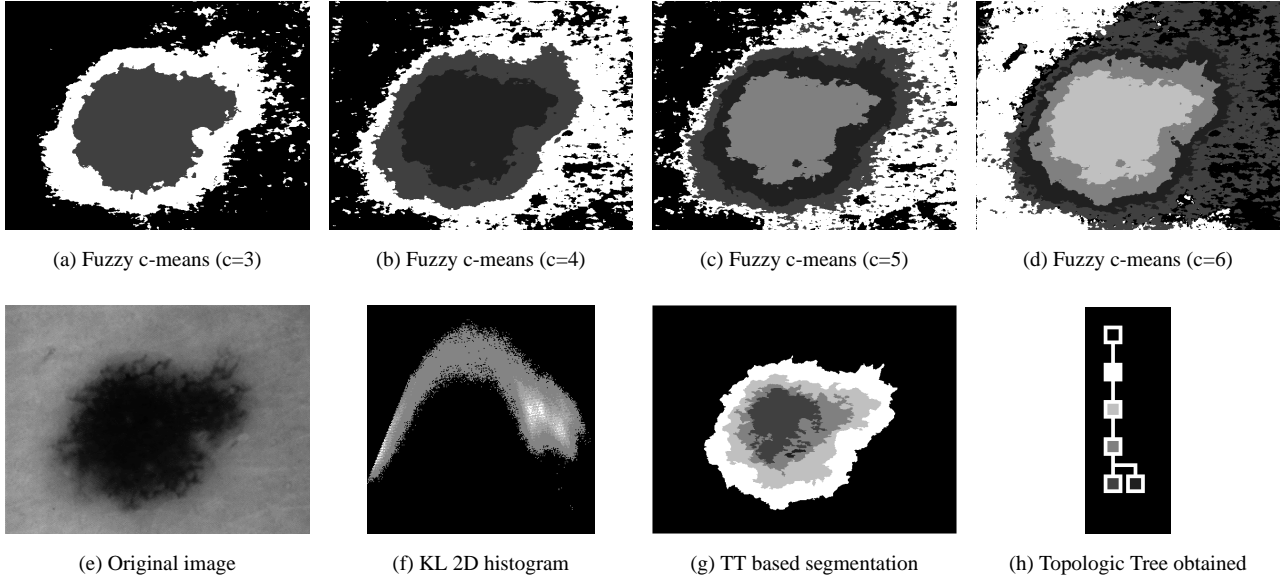 (a) Fuzzy c-means (c=3)
(b) Fuzzy c-means (c=4)
(c) Fuzzy c-means (c=5)
(d) Fuzzy c-means (c=6)
(e) Original image
(f) KL 2D histogram
(g) TT based segmentation
(h) Topologic Tree obtained